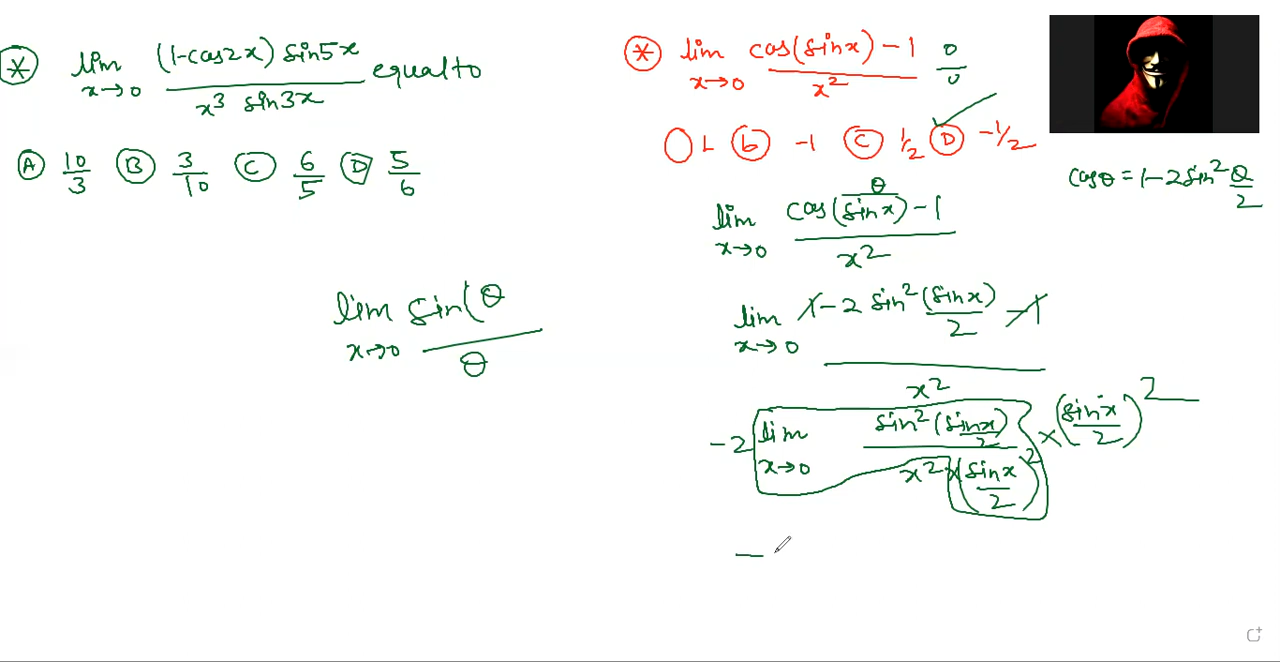 * lim x→0 (1-cos2x) sin5x / x³ sin3x equal to
(A) 10/3 (B) 3/10 (C) 6/5 (D) 5/6
lim x→0 sin(θ / θ
* lim x→0 cos(sinx) - 1 / x² 0/0
1 (b) -1 (C) 1/2 (D) -1/2
cosθ = 1-2sin² θ/2
θ
lim x→0 cos(sinx) - 1 / x²
lim x→0 1-2 sin² (sinx)/2 -1 / x²
-2 lim x→0 sin² (sinx/2) / x² × (sinx/2)² × (sinx/2)²
—